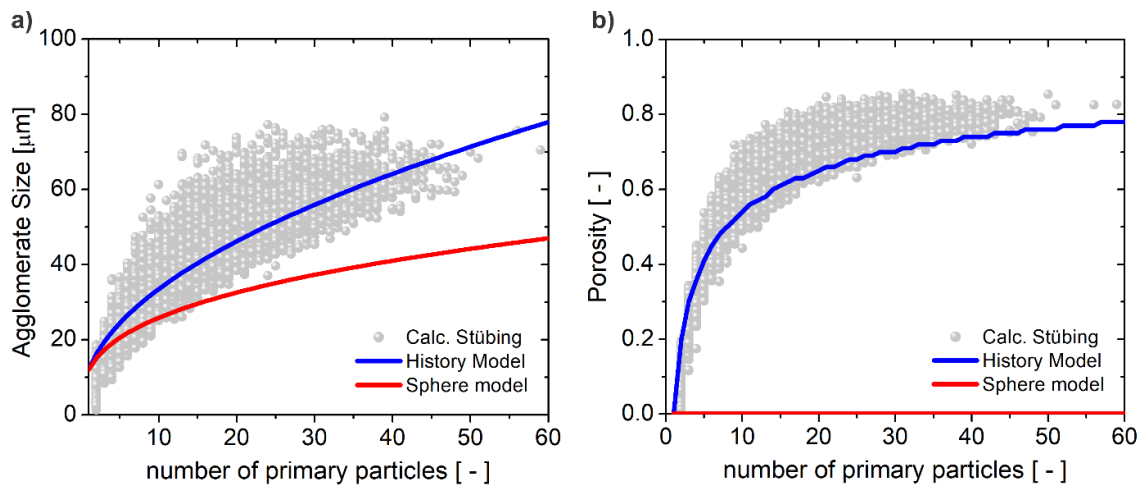 a)
Agglomerate Size [μm]
100
80
60
40
20
0
10 20 30 40 50 60
number of primary particles [ - ]
Calc. Stübing
History Model
Sphere model
b)
Porosity [ - ]
1.0
0.8
0.6
0.4
0.2
0.0
0 10 20 30 40 50 60
number of primary particles [ - ]
Calc. Stübing
History Model
Sphere model